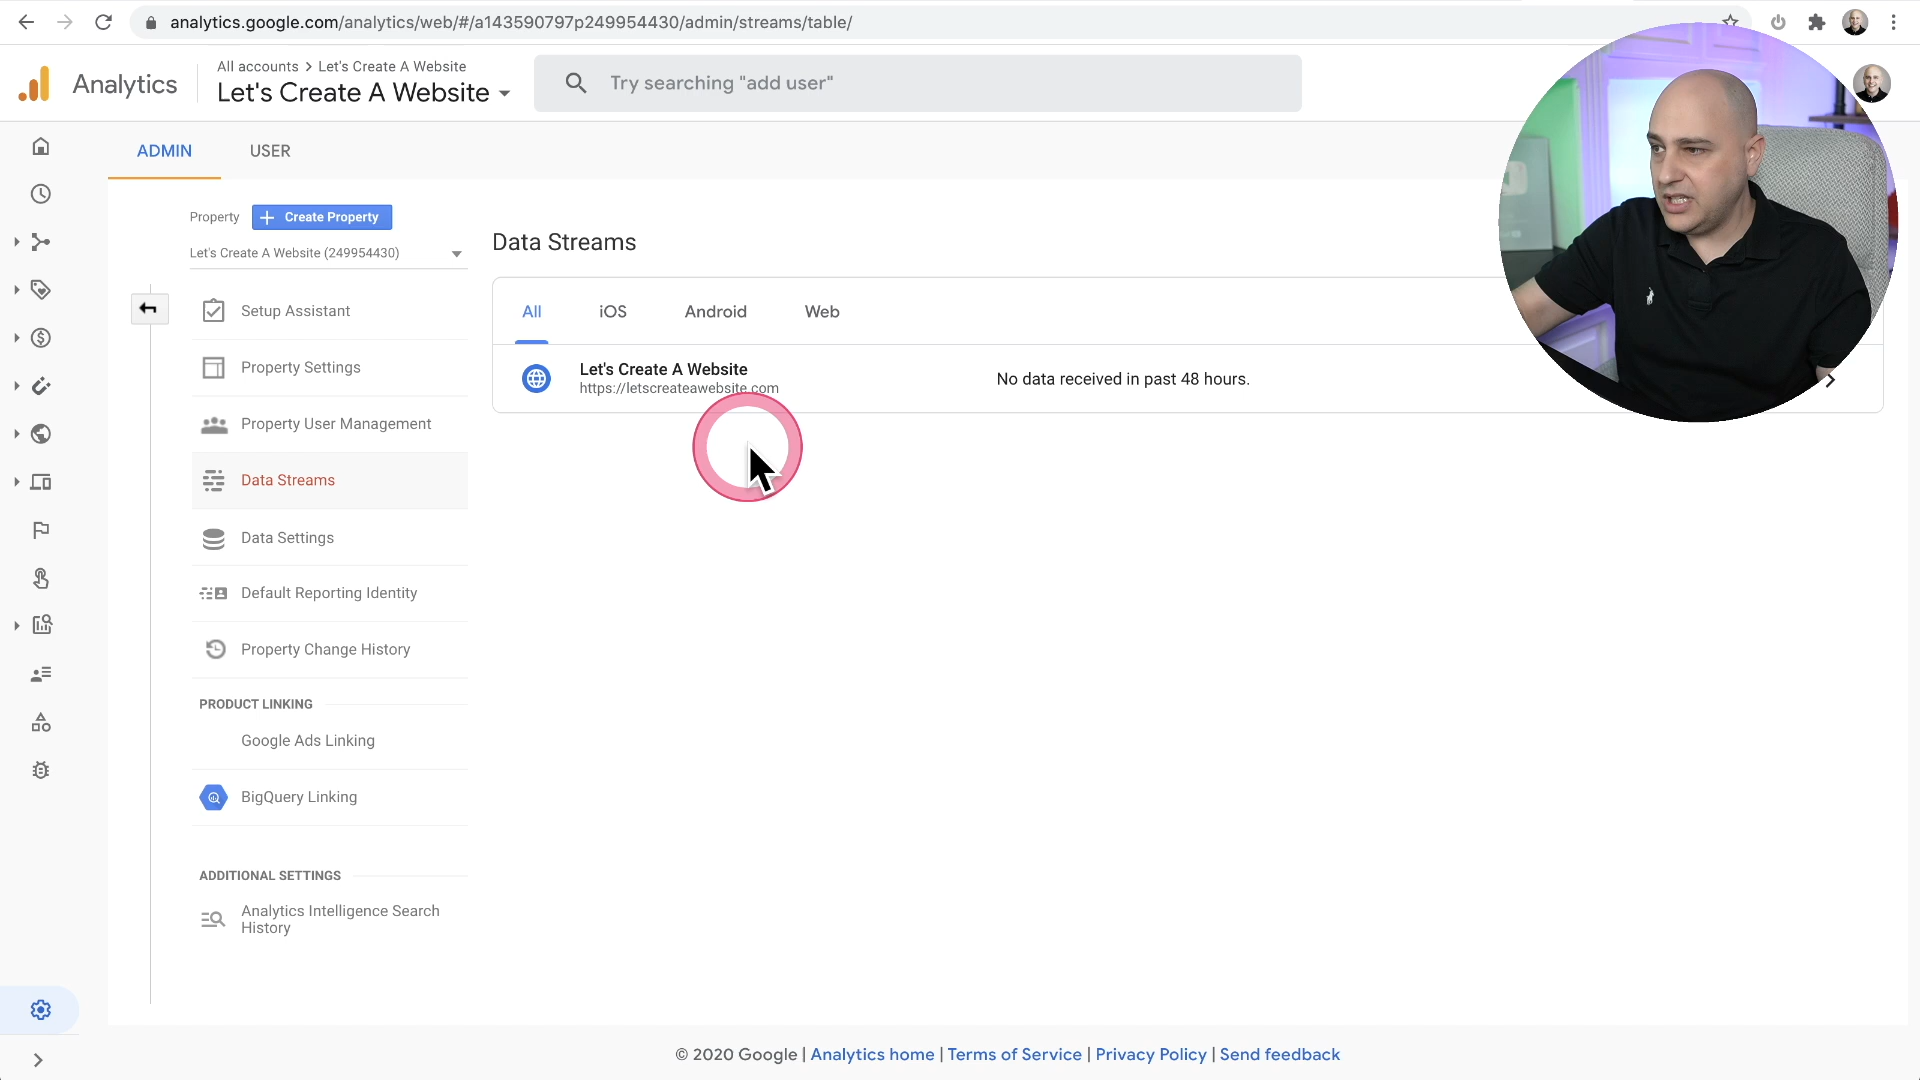 analytics.google.com/analytics/web/#/a143590797p249954430/admin/streams/table/
Analytics
All accounts > Let's Create A Website
Let's Create A Website
Try searching "add user"
ADMIN
USER
Property
+ Create Property
Let's Create A Website (249954430)
Setup Assistant
Property Settings
Property User Management
Data Streams
Data Settings
Default Reporting Identity
Property Change History
PRODUCT LINKING
Google Ads Linking
BigQuery Linking
ADDITIONAL SETTINGS
Analytics Intelligence Search
History
Data Streams
All
iOS
Android
Web
Let's Create A Website
https://letscreateawebsite.com
No data received in past 48 hours.
© 2020 Google | Analytics home | Terms of Service | Privacy Policy | Send feedback